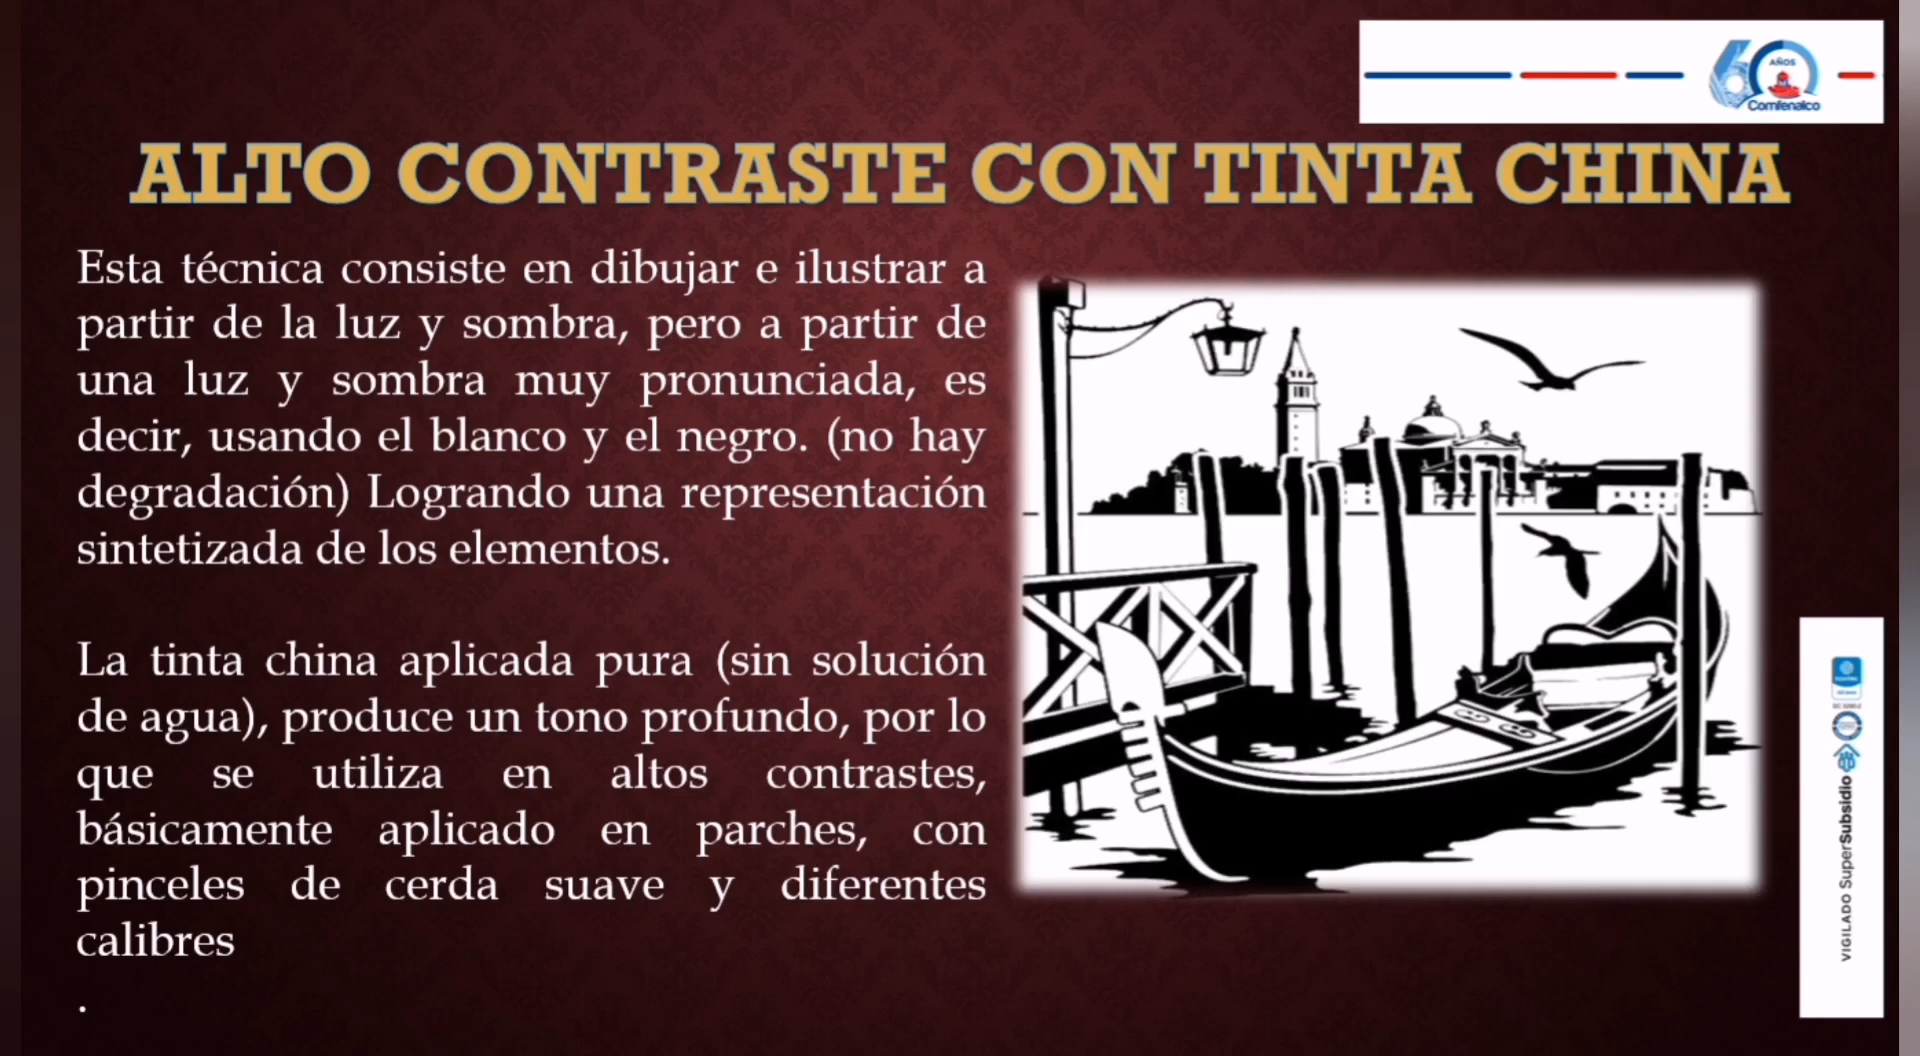 60 AÑOS
Comfenalco
ALTO CONTRASTE CON TINTA CHINA
Esta técnica consiste en dibujar e ilustrar a
partir de la luz y sombra, pero a partir de
una luz y sombra muy pronunciada, es
decir, usando el blanco y el negro. (no hay
degradación) Logrando una representación
sintetizada de los elementos.
La tinta china aplicada pura (sin solución
de agua), produce un tono profundo, por lo
que se utiliza en altos contrastes,
básicamente aplicado en parches, con
pinceles de cerda suave y diferentes
calibres
.
VIGILADO SuperSubsidio